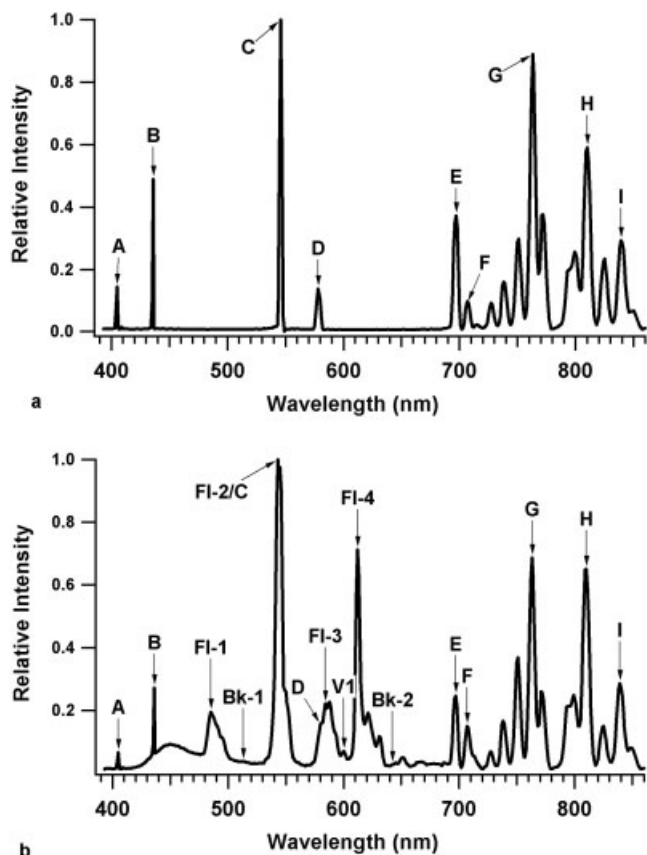 1.0
0.8
0.6
0.4
0.2
0.0
Relative Intensity
A
B
C
D
E
F
G
H
I
400 500 600 700 800
a
Wavelength (nm)
1.0
0.8
0.6
0.4
0.2
Relative Intensity
A
B
Fl-1
Bk-1
Fl-2/C
D
Fl-3
V1
Fl-4
Bk-2
E
F
G
H
I
400 500 600 700 800
Wavelength (nm)
b